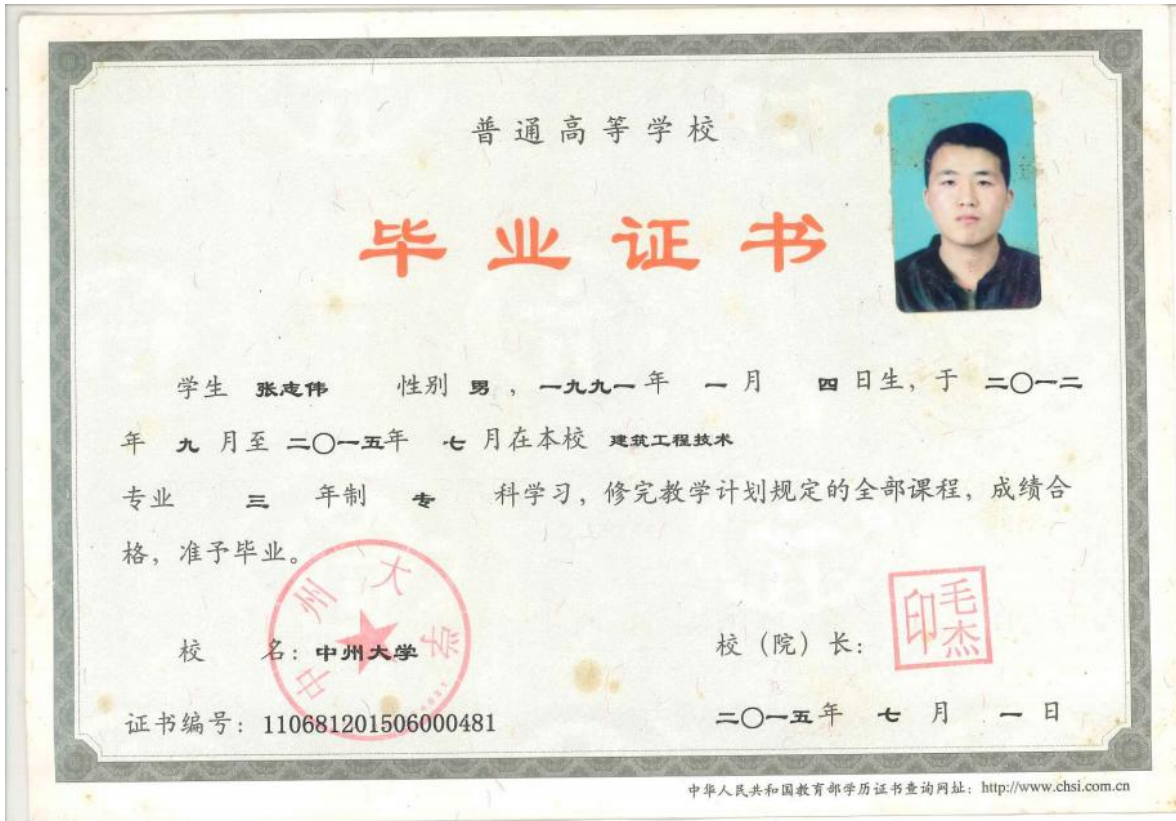 普通高等学校
毕业证书
学生 张志伟 性别 男，一九九一年 一月 四日生，于 二〇一二
年 九 月至 二〇一五年 七 月在本校 建筑工程技术
专业 三 年制 专 科学习，修完教学计划规定的全部课程，成绩合
格，准予毕业。
中州大学
校 名：中州大学
校（院）长：
毛杰印
证书编号：110681201506000481
二〇一五年 七 月 一 日
中华人民共和国教育部学历证书查询网址：http://www.chsi.com.cn